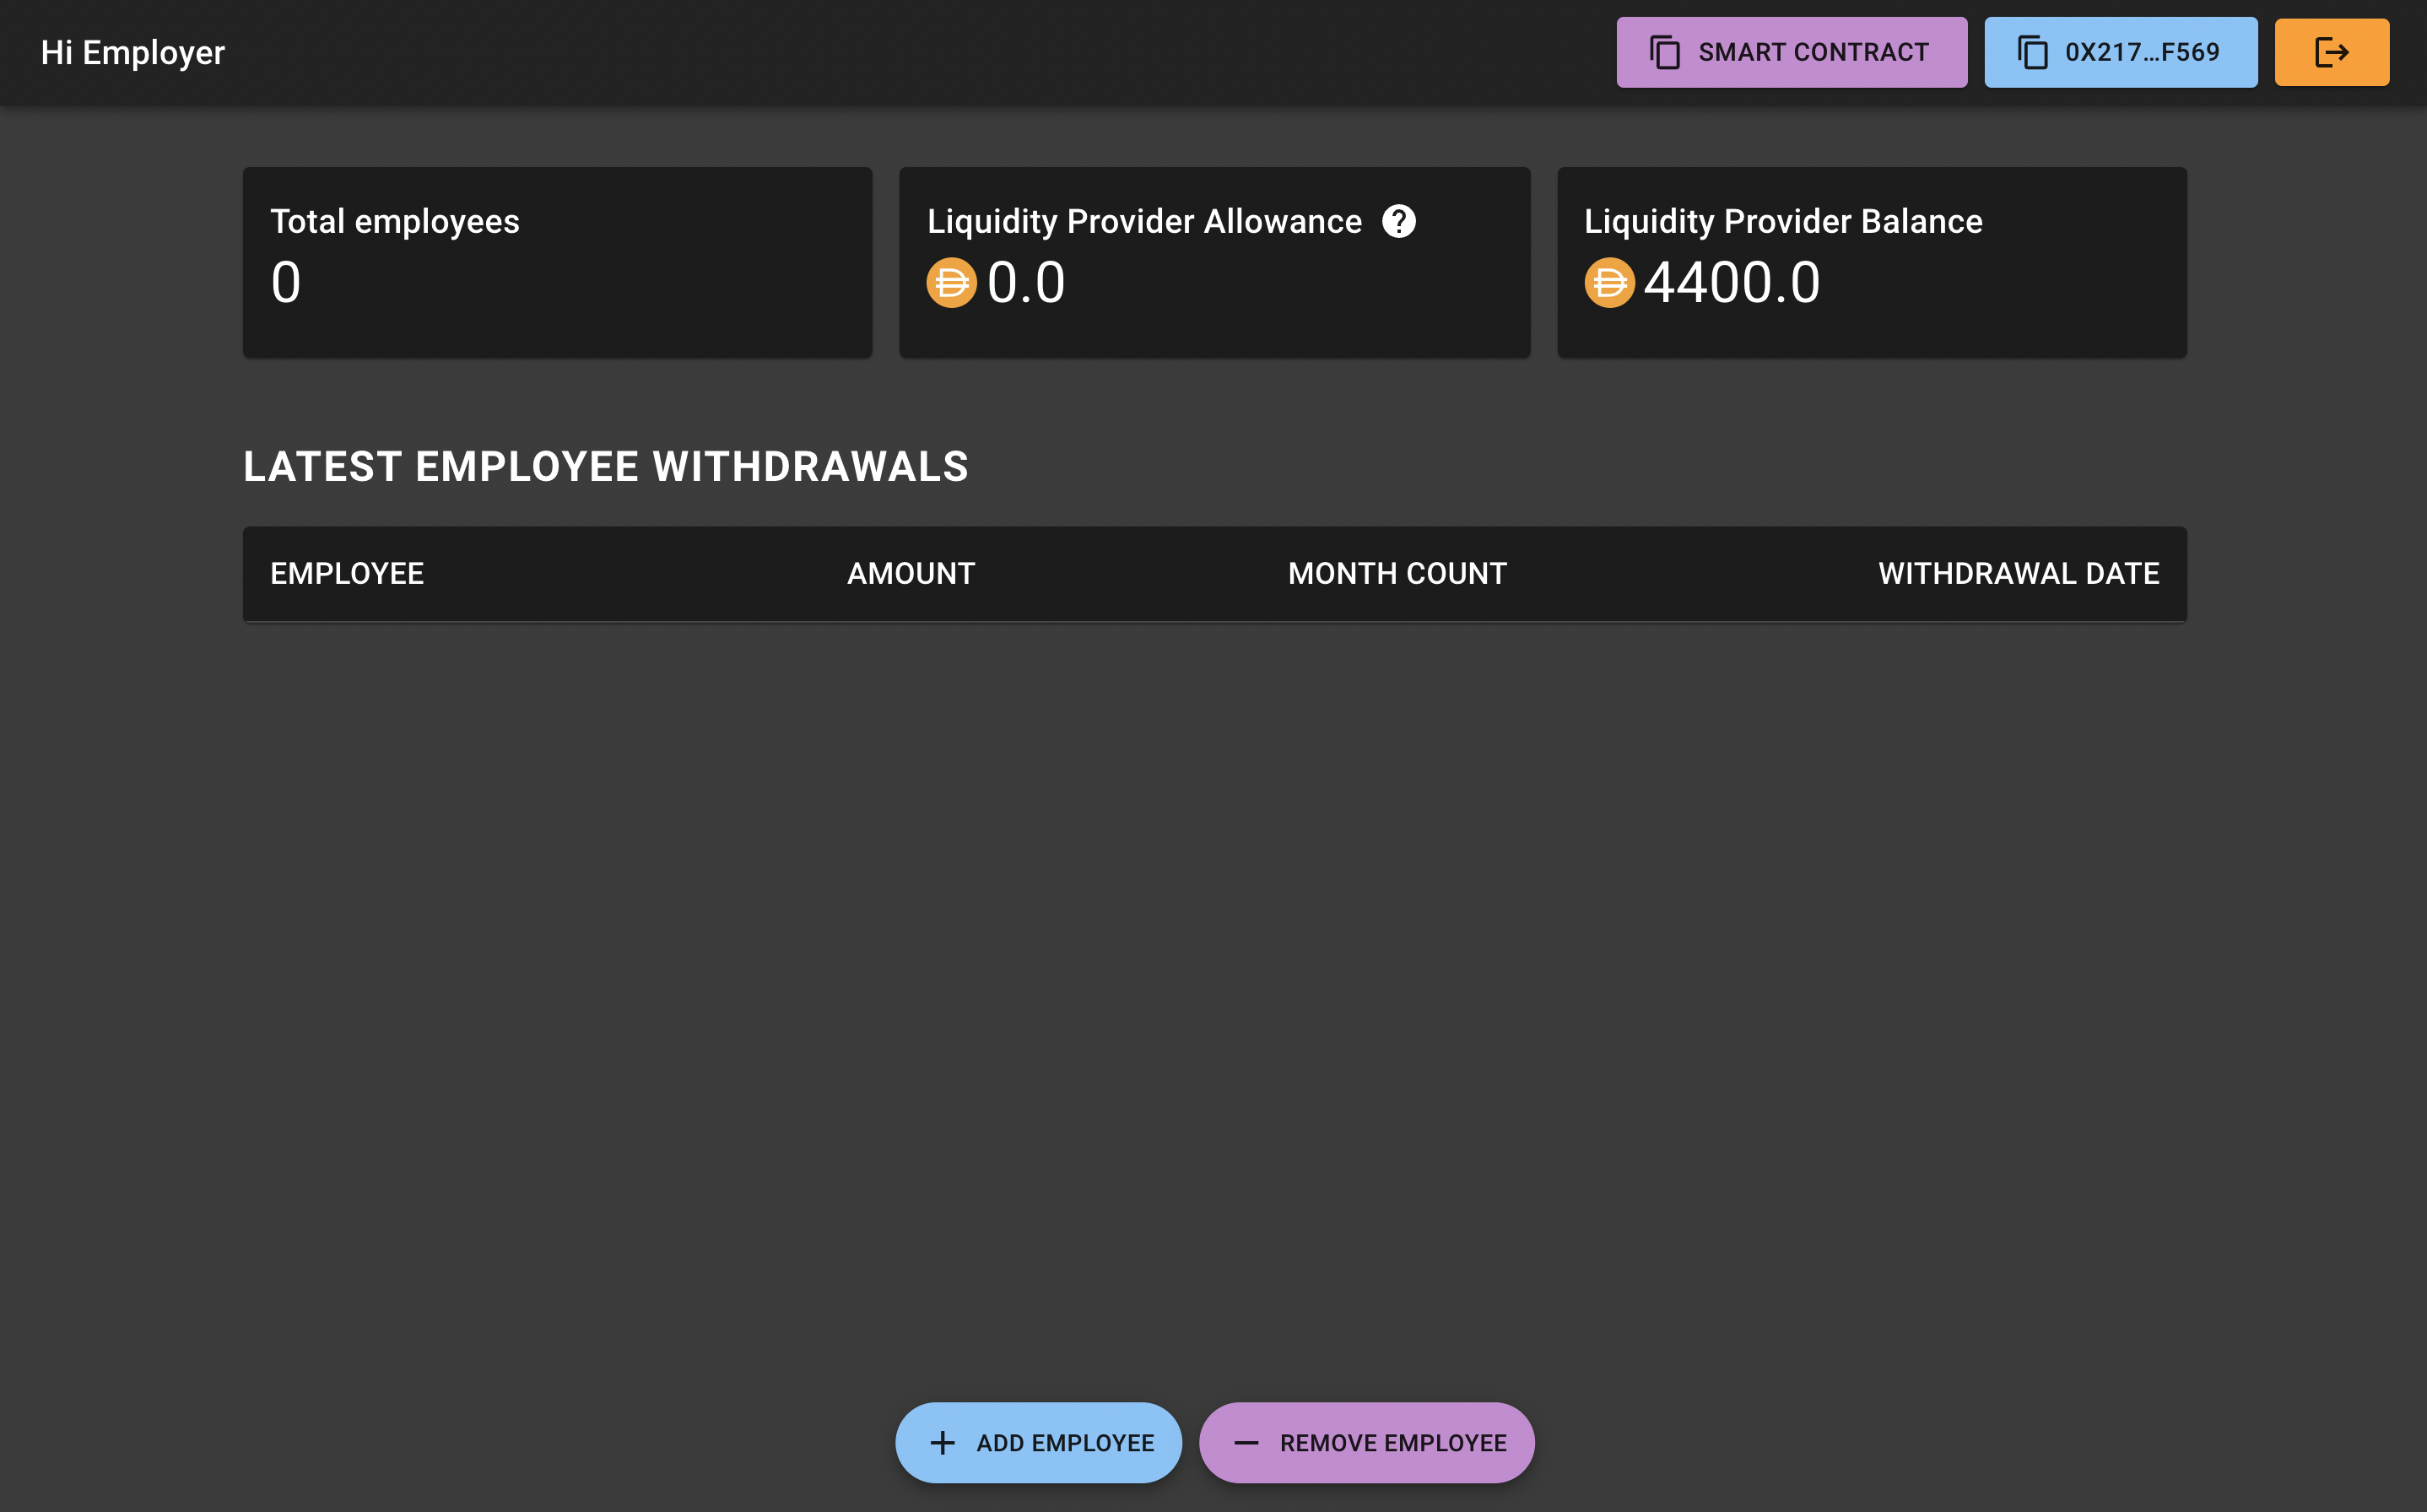 Hi Employer
SMART CONTRACT
0X217...F569
Total employees
0
Liquidity Provider Allowance ?
0.0
Liquidity Provider Balance
4400.0
LATEST EMPLOYEE WITHDRAWALS
EMPLOYEE AMOUNT MONTH COUNT WITHDRAWAL DATE
ADD EMPLOYEE
REMOVE EMPLOYEE